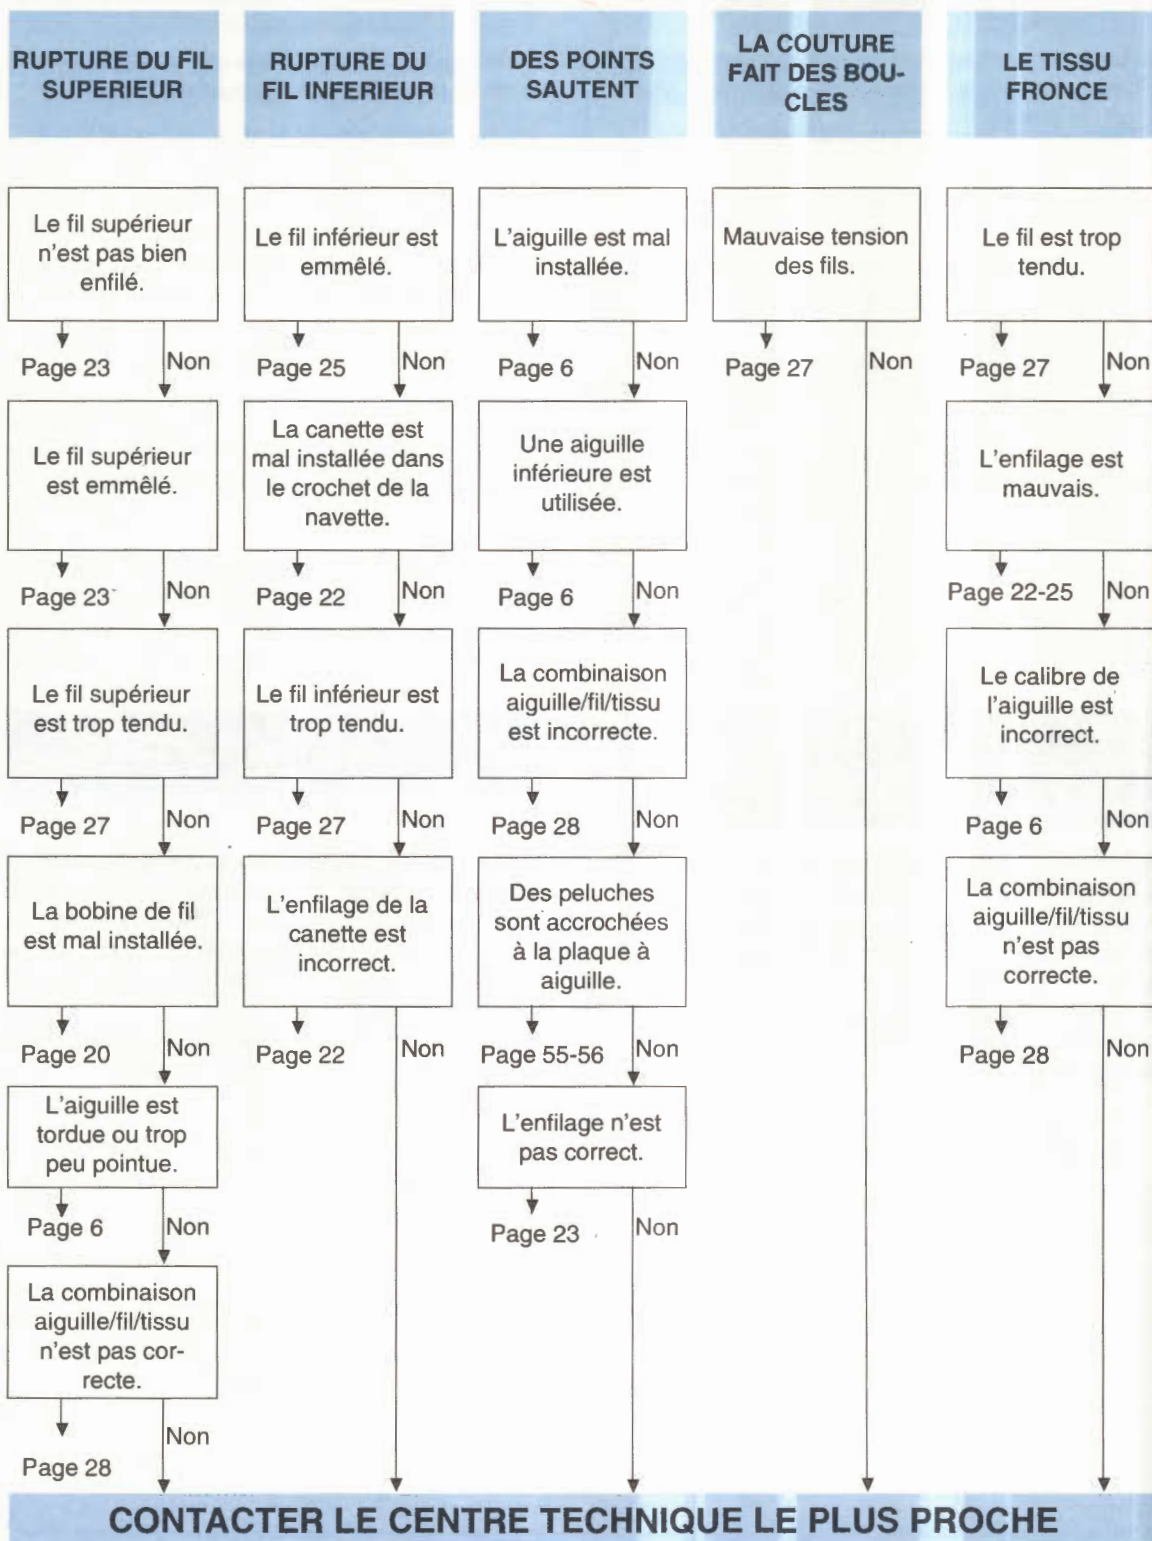 RUPTURE DU FIL
SUPERIEUR
Le fil supérieur
n'est pas bien
enfilé.
Page 23
Non
Le fil supérieur
est emmêlé.
Page 23
Non
Le fil supérieur
est trop tendu.
Page 27
Non
La bobine de fil
est mal installée.
Page 20
Non
L'aiguille est
tordue ou trop
peu pointue.
Page 6
Non
La combinaison
aiguille/fil/tissu
n'est pas cor-
recte.
Page 28
Non
RUPTURE DU
FIL INFERIEUR
Le fil inférieur est
emmêlé.
Page 25
Non
La canette est
mal installée dans
le crochet de la
navette.
Page 22
Non
Le fil inférieur est
trop tendu.
Page 27
Non
L'enfilage de la
canette est
incorrect.
Page 22
Non
DES POINTS
SAUTENT
L'aiguille est mal
installée.
Page 6
Non
Une aiguille
inférieure est
utilisée.
Page 6
Non
La combinaison
aiguille/fil/tissu
est incorrecte.
Page 28
Non
Des peluches
sont accrochées
à la plaque à
aiguille.
Page 55-56
Non
L'enfilage n'est
pas correct.
Page 23
Non
LA COUTURE
FAIT DES BOU-
CLES
Mauvaise tension
des fils.
Page 27
Non
LE TISSU
FRONCE
Le fil est trop
tendu.
Page 27
Non
L'enfilage est
mauvais.
Page 22-25
Non
Le calibre de
l'aiguille est
incorrect.
Page 6
Non
La combinaison
aiguille/fil/tissu
n'est pas
correcte.
Page 28
Non
CONTACTER LE CENTRE TECHNIQUE LE PLUS PROCHE